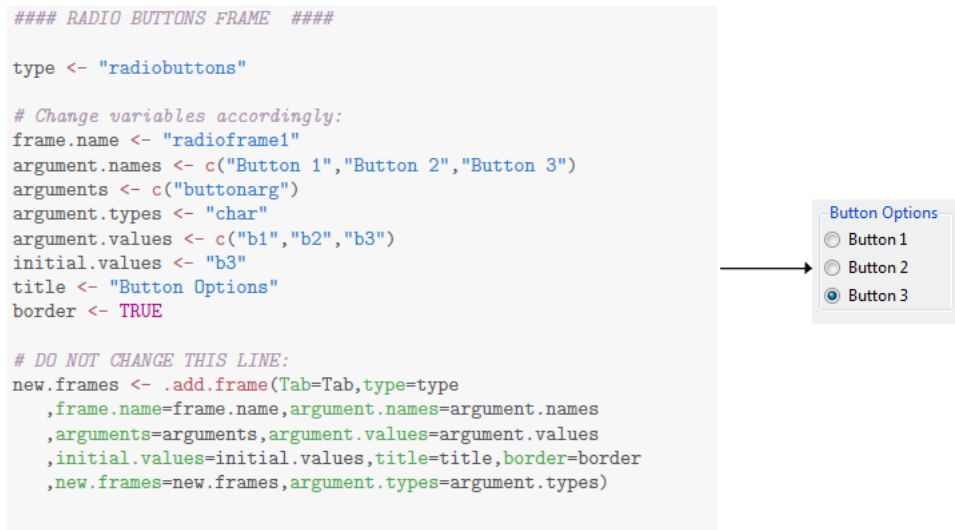 #### RADIO BUTTONS FRAME  ####
type <- "radiobuttons"
# Change variables accordingly:
frame.name <- "radioframe1"
argument.names <- c("Button 1","Button 2","Button 3")
arguments <- c("buttonarg")
argument.types <- "char"
argument.values <- c("b1","b2","b3")
initial.values <- "b3"
title <- "Button Options"
border <- TRUE
# DO NOT CHANGE THIS LINE:
new.frames <- .add.frame(Tab=Tab,type=type
,frame.name=frame.name,argument.names=argument.names
,arguments=arguments,argument.values=argument.values
,initial.values=initial.values,title=title,border=border
,new.frames=new.frames,argument.types=argument.types)
Button Options
Button 1
Button 2
Button 3